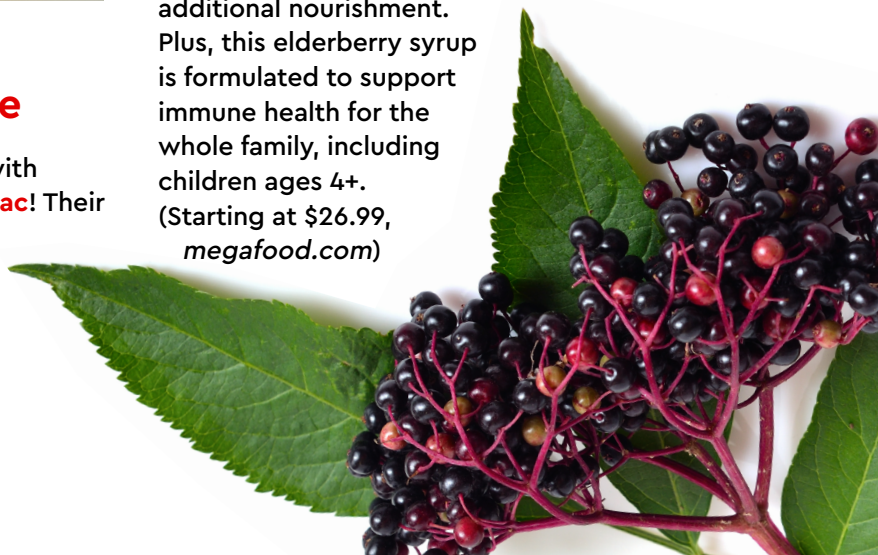 e
with
ac! Their
additional nourishment.
Plus, this elderberry syrup
is formulated to support
immune health for the
whole family, including
children ages 4+.
(Starting at $26.99,
megafood.com)